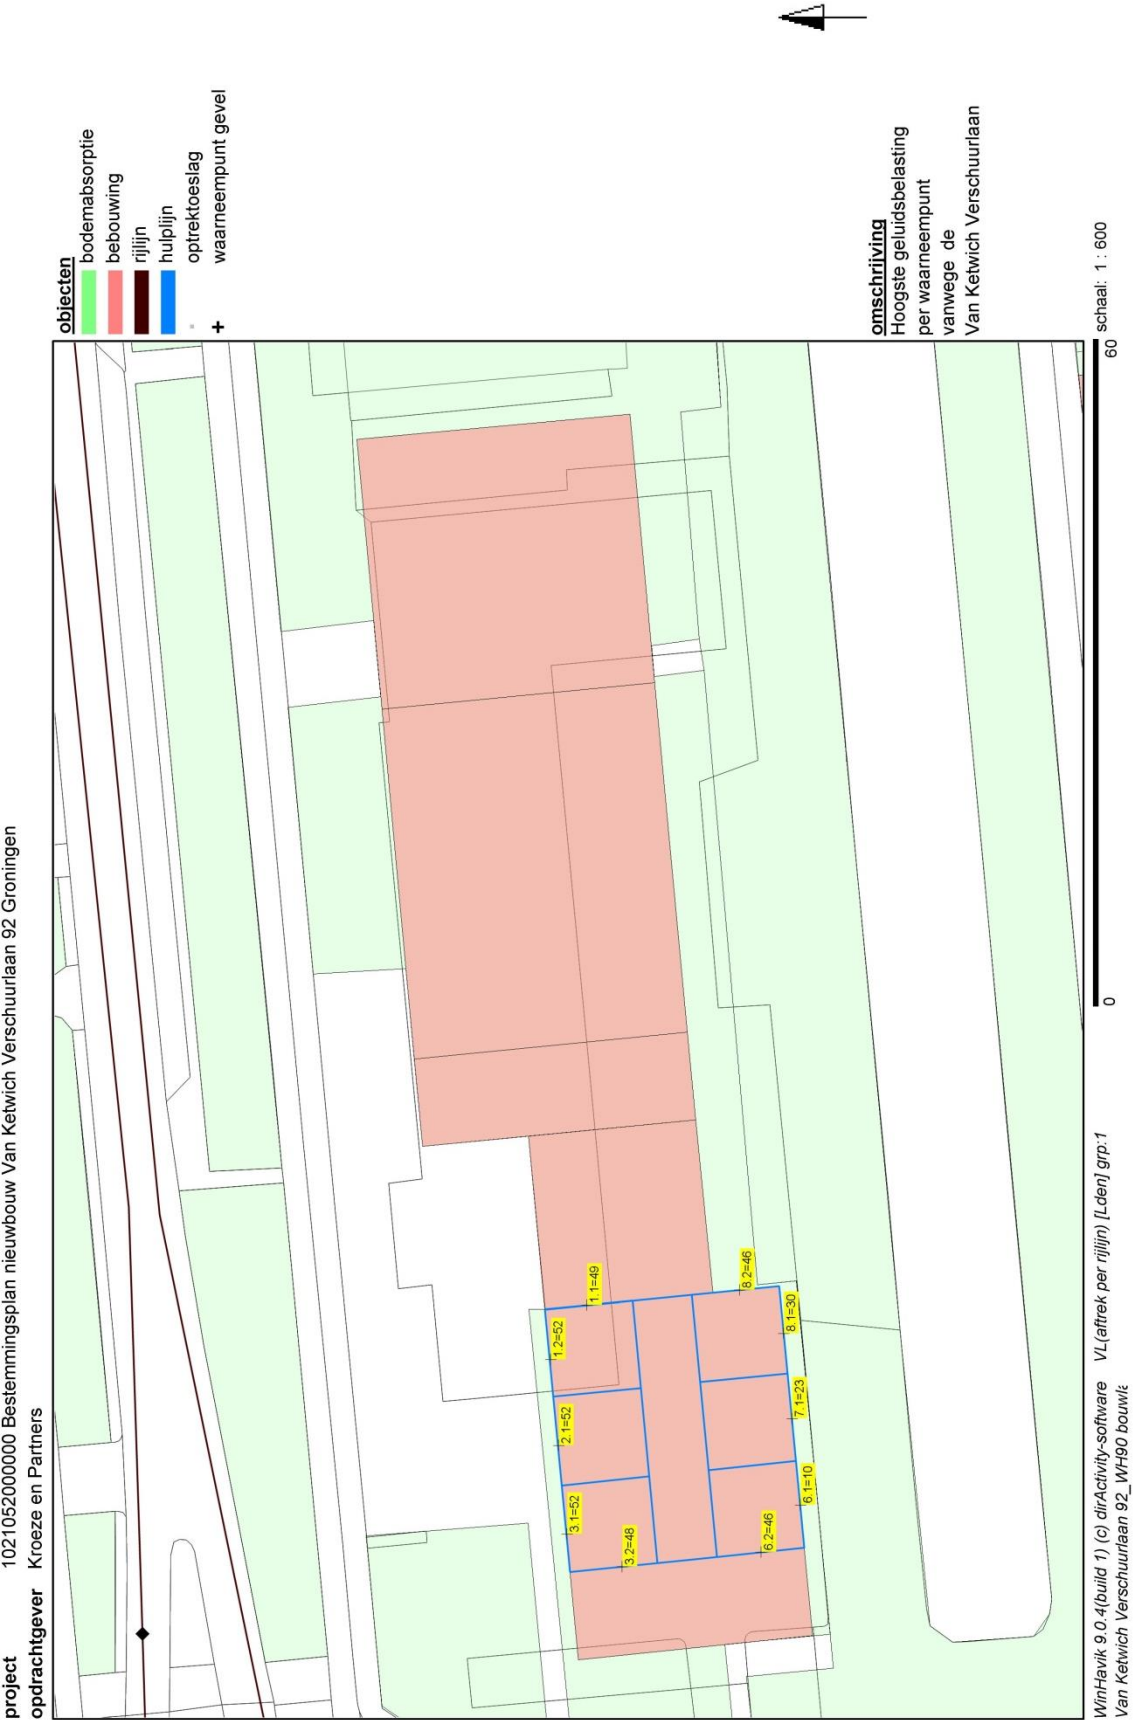 project 1021052000000 Bestemmingsplan nieuwbouw Van Ketwich Verschuurlaan 92 Groningen
opdrachtgever Kroeze en Partners
objecten
bodemabsorptie
bebouwing
rijlijn
hulplijn
optrektoeslag
waarneempunt gevel
3.1=52
2.1=52
1.2=52
1.1=49
3.2=48
6.2=46
8.2=46
6.1=10
7.1=23
8.1=30
omschrijving
Hoogste geluidsbelasting
per waarneempunt
vanwege de
Van Ketwich Verschuurlaan
0 60 schaal: 1 : 600
WinHavik 9.0.4(build 1) (c) dirActivity-software VL(aftrek per rijlijn) [Lden] grp:1
Van Ketwich Verschuurlaan 92_WH90 bouwvla